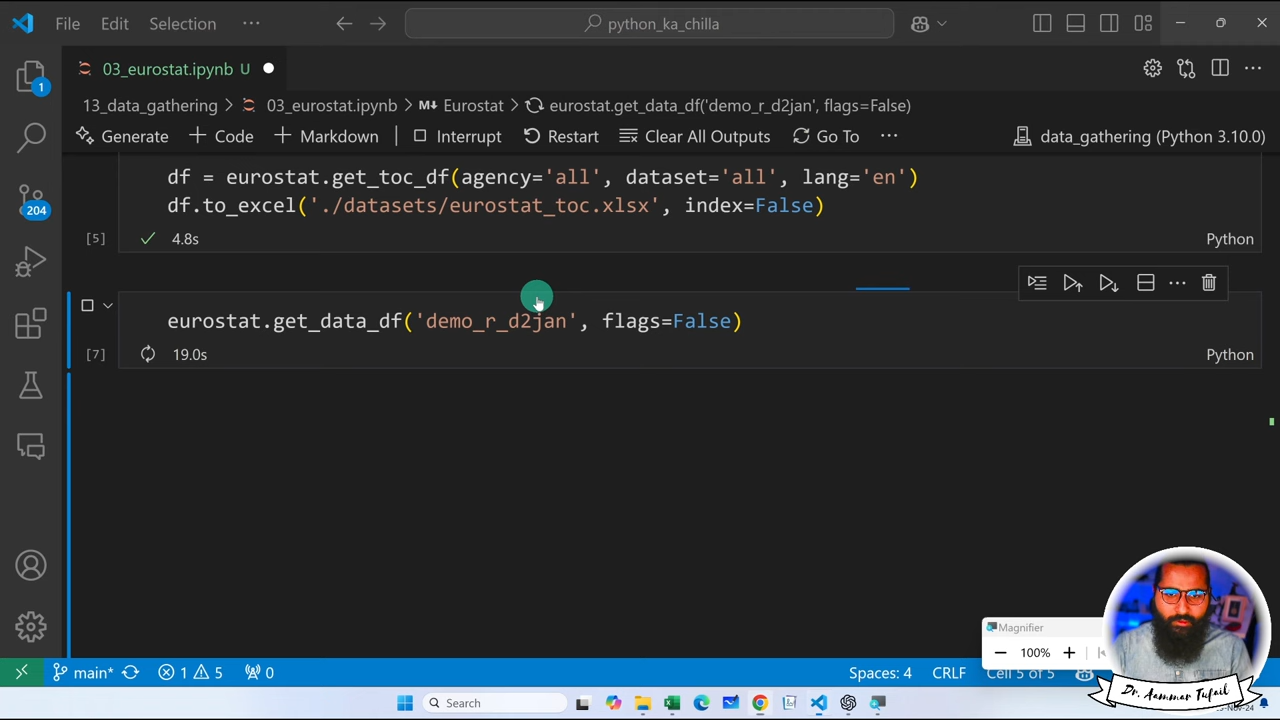 File Edit Selection ··· python_ka_chilla
03_eurostat.ipynb U
1
13_data_gathering > 03_eurostat.ipynb > M↓ Eurostat > eurostat.get_data_df('demo_r_d2jan', flags=False)
Generate + Code + Markdown | Interrupt Restart Clear All Outputs Go To ··· data_gathering (Python 3.10.0)
df = eurostat.get_toc_df(agency='all', dataset='all', lang='en')
df.to_excel('./datasets/eurostat_toc.xlsx', index=False)
204
[5] 4.8s Python
eurostat.get_data_df('demo_r_d2jan', flags=False)
[7] 19.0s Python
Magnifier
100%
main* 1 5 0 Spaces: 4 CRLF Cell 5 of 5
Dr. Aammar Tufail
Search